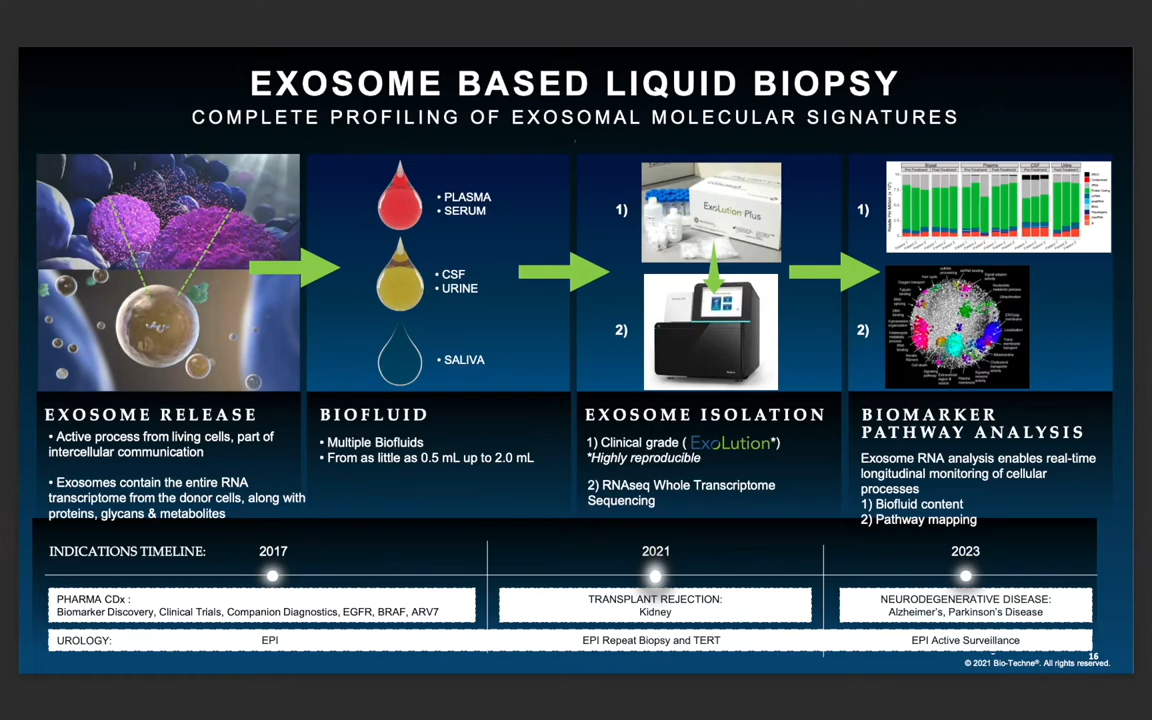 EXOSOME BASED LIQUID BIOPSY
COMPLETE PROFILING OF EXOSOMAL MOLECULAR SIGNATURES
• PLASMA
• SERUM
• CSF
• URINE
• SALIVA
1)
ExoLution Plus
2)
1)
2)
EXOSOME RELEASE
• Active process from living cells, part of
intercellular communication
• Exosomes contain the entire RNA
transcriptome from the donor cells, along with
proteins, glycans & metabolites
BIOFLUID
• Multiple Biofluids
• From as little as 0.5 mL up to 2.0 mL
EXOSOME ISOLATION
1) Clinical grade ( ExoLution*)
*Highly reproducible
2) RNAseq Whole Transcriptome
Sequencing
BIOMARKER
PATHWAY ANALYSIS
Exosome RNA analysis enables real-time
longitudinal monitoring of cellular
processes
1) Biofluid content
2) Pathway mapping
INDICATIONS TIMELINE: 2017 2021 2023
PHARMA CDx :
Biomarker Discovery, Clinical Trials, Companion Diagnostics, EGFR, BRAF, ARV7
TRANSPLANT REJECTION:
Kidney
NEURODEGENERATIVE DISEASE:
Alzheimer's, Parkinson's Disease
UROLOGY: EPI EPI Repeat Biopsy and TERT EPI Active Surveillance
16
© 2021 Bio-Techne®. All rights reserved.